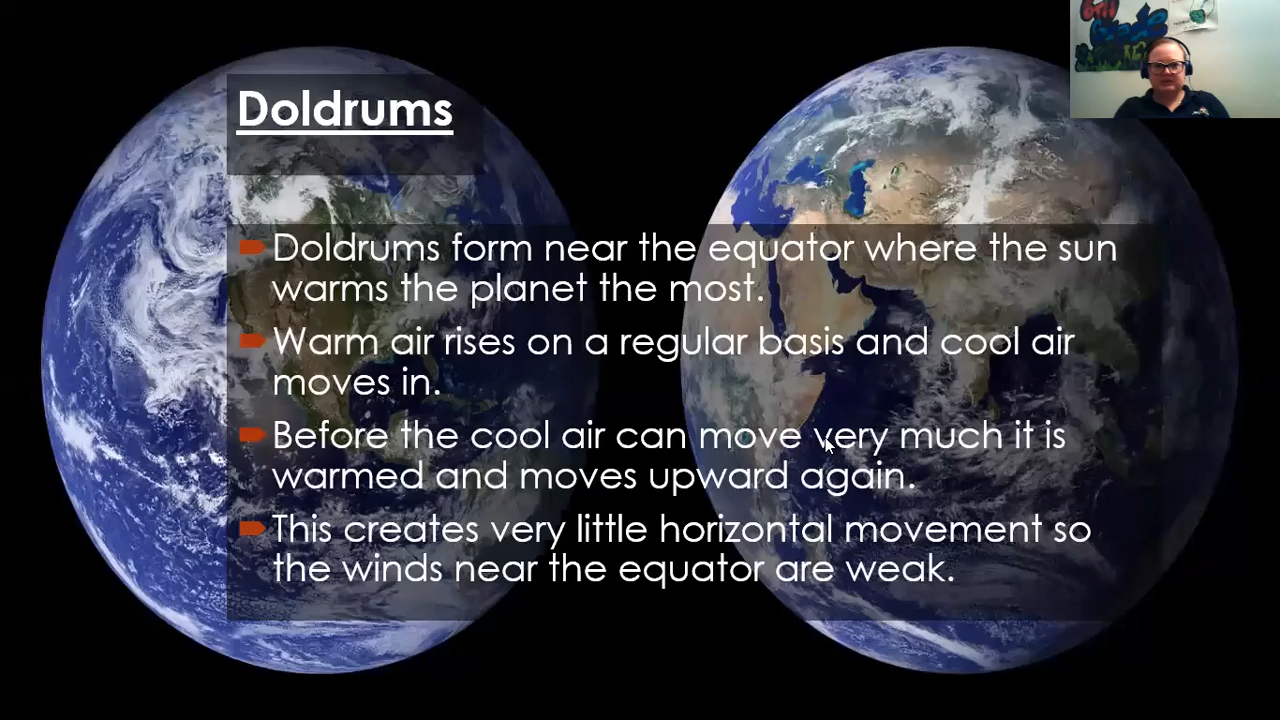 6th
Grade
Doldrums
Doldrums form near the equator where the sun
warms the planet the most.
Warm air rises on a regular basis and cool air
moves in.
Before the cool air can move very much it is
warmed and moves upward again.
This creates very little horizontal movement so
the winds near the equator are weak.